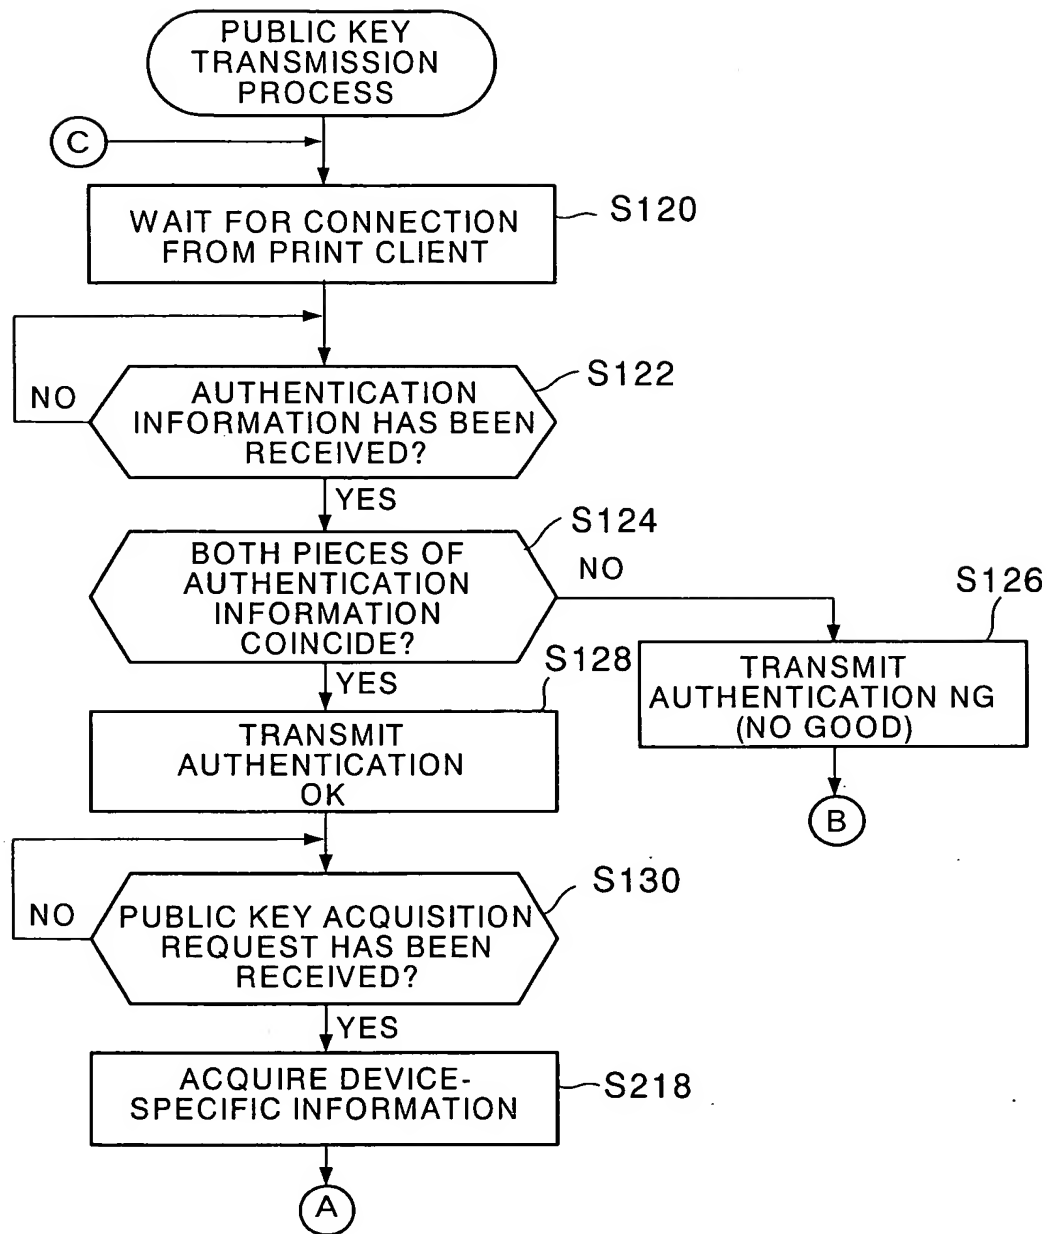 PUBLIC KEY
TRANSMISSION
PROCESS
C
WAIT FOR CONNECTION
FROM PRINT CLIENT
S120
AUTHENTICATION
INFORMATION HAS BEEN
RECEIVED?
S122
NO
YES
BOTH PIECES OF
AUTHENTICATION
INFORMATION
COINCIDE?
S124
NO
S126
TRANSMIT
AUTHENTICATION NG
(NO GOOD)
B
YES
S128
TRANSMIT
AUTHENTICATION
OK
S130
NO
PUBLIC KEY ACQUISITION
REQUEST HAS BEEN
RECEIVED?
YES
ACQUIRE DEVICE-
SPECIFIC INFORMATION
S218
A